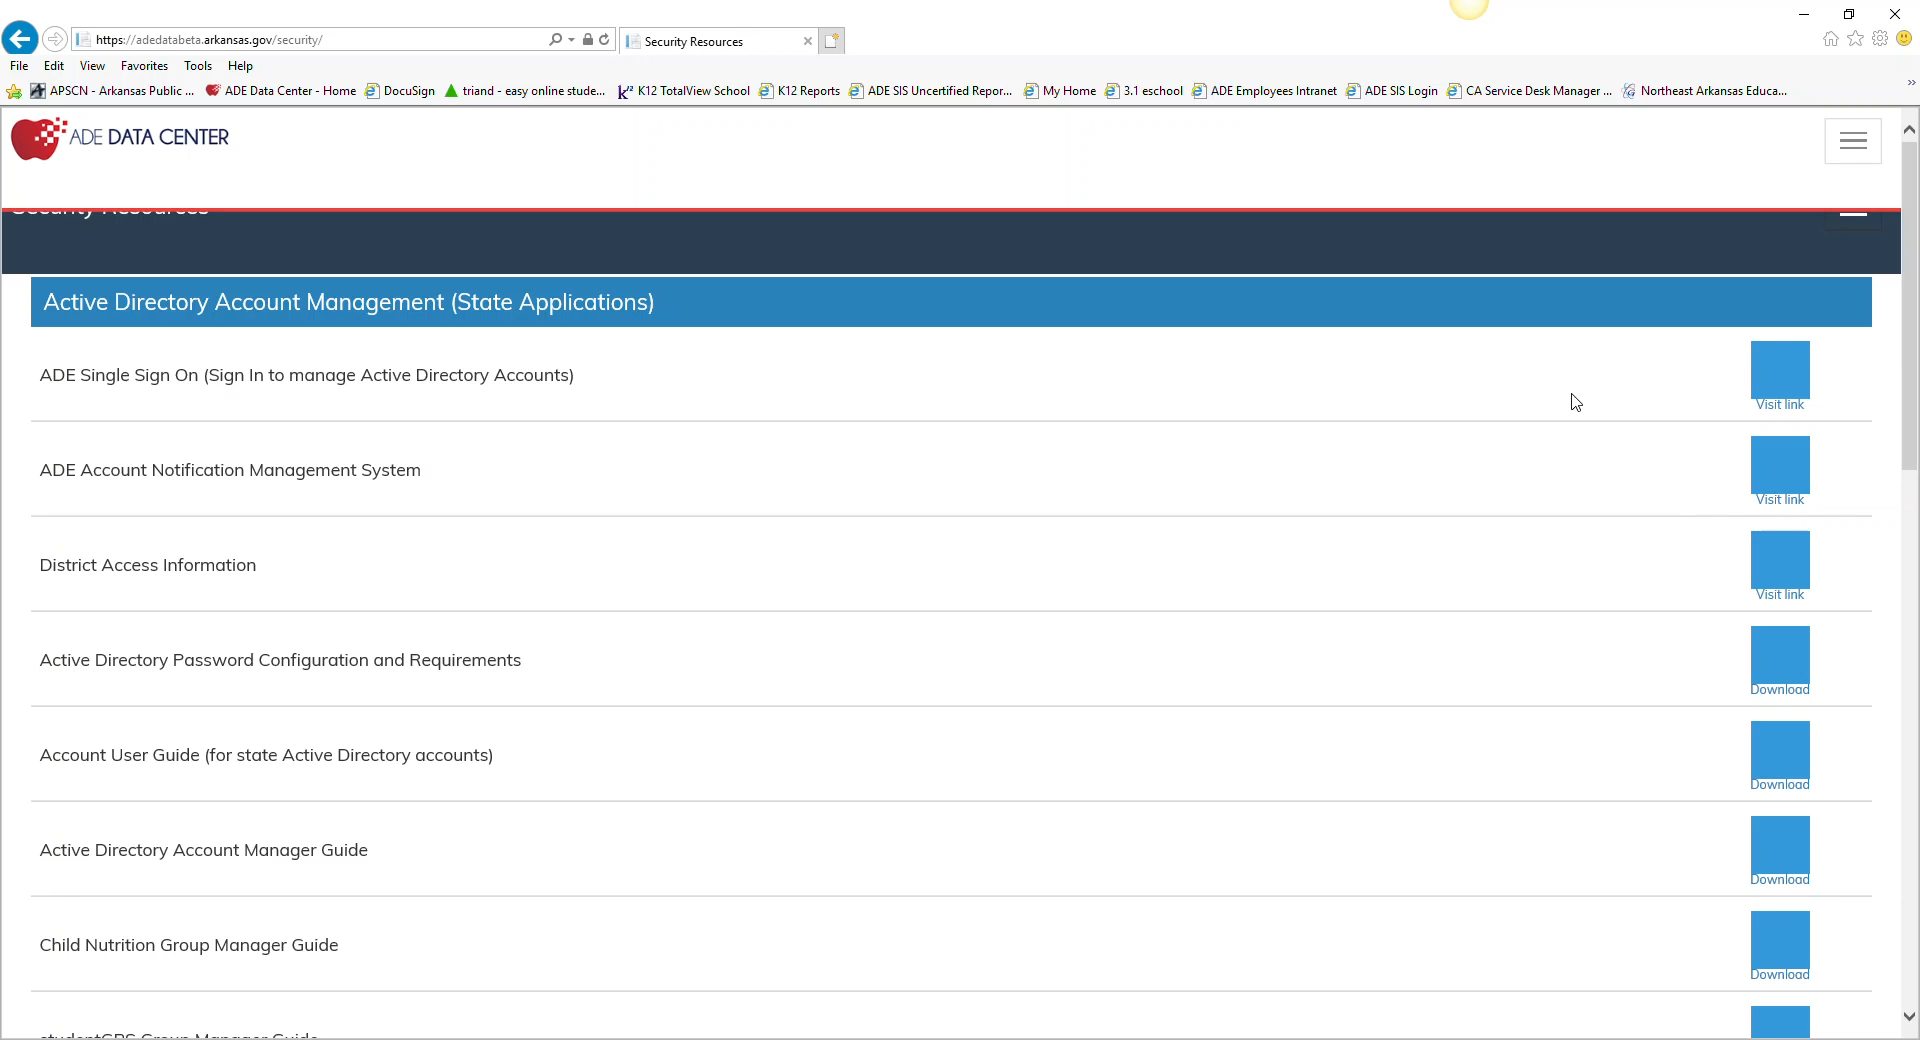 https://adedatabeta.arkansas.gov/security/
Security Resources
File Edit View Favorites Tools Help
APSCN - Arkansas Public ... ADE Data Center - Home DocuSign triand - easy online stude... K12 TotalView School K12 Reports ADE SIS Uncertified Repor... My Home 3.1 eschool ADE Employees Intranet ADE SIS Login CA Service Desk Manager ... Northeast Arkansas Educa...
ADE DATA CENTER
Security Resources
Active Directory Account Management (State Applications)
ADE Single Sign On (Sign In to manage Active Directory Accounts)
Visit link
ADE Account Notification Management System
Visit link
District Access Information
Visit link
Active Directory Password Configuration and Requirements
Download
Account User Guide (for state Active Directory accounts)
Download
Active Directory Account Manager Guide
Download
Child Nutrition Group Manager Guide
Download
studentGPS Group Manager Guide